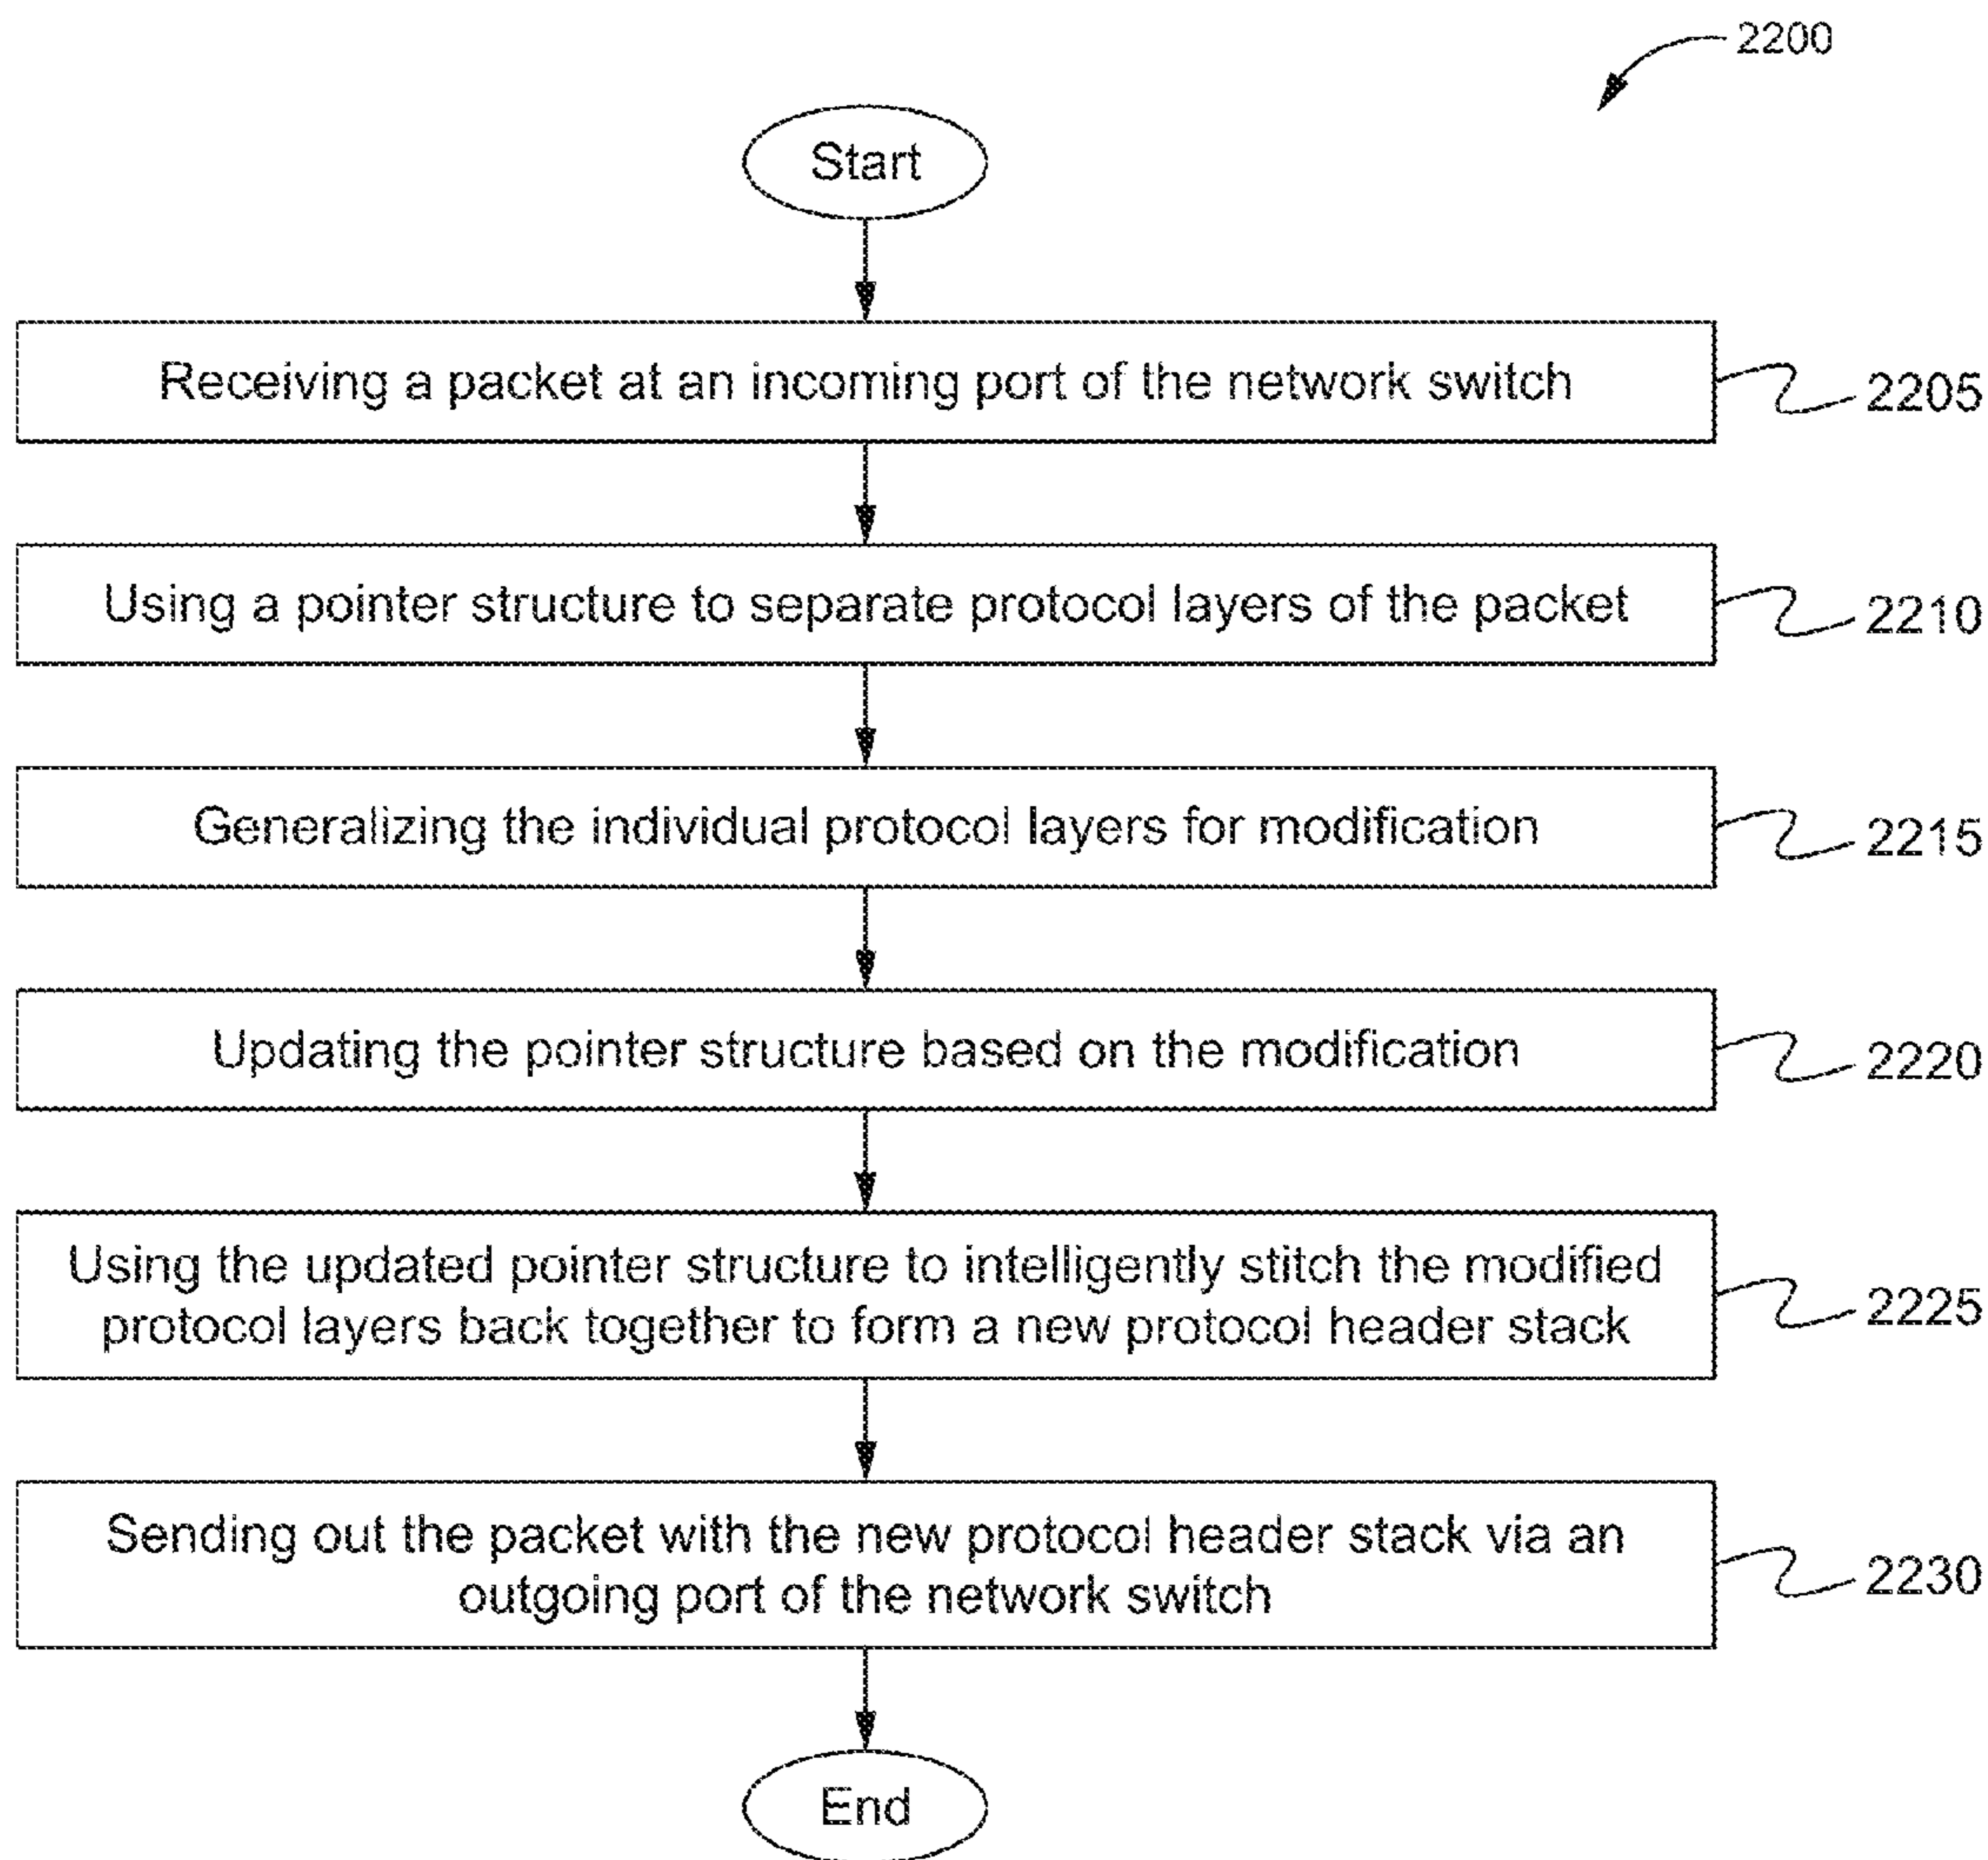 2200
Start
Receiving a packet at an incoming port of the network switch
2205
Using a pointer structure to separate protocol layers of the packet
2210
Generalizing the individual protocol layers for modification
2215
Updating the pointer structure based on the modification
2220
Using the updated pointer structure to intelligently stitch the modified
protocol layers back together to form a new protocol header stack
2225
Sending out the packet with the new protocol header stack via an
outgoing port of the network switch
2230
End